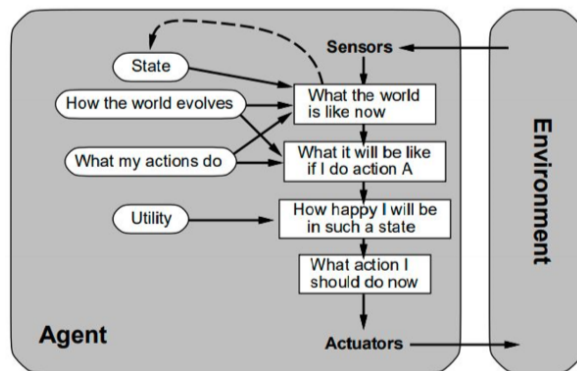 Sensors
State
How the world evolves
What the world
is like now
What my actions do
What it will be like
if I do action A
Utility
How happy I will be
in such a state
What action I
should do now
Agent
Actuators
Environment